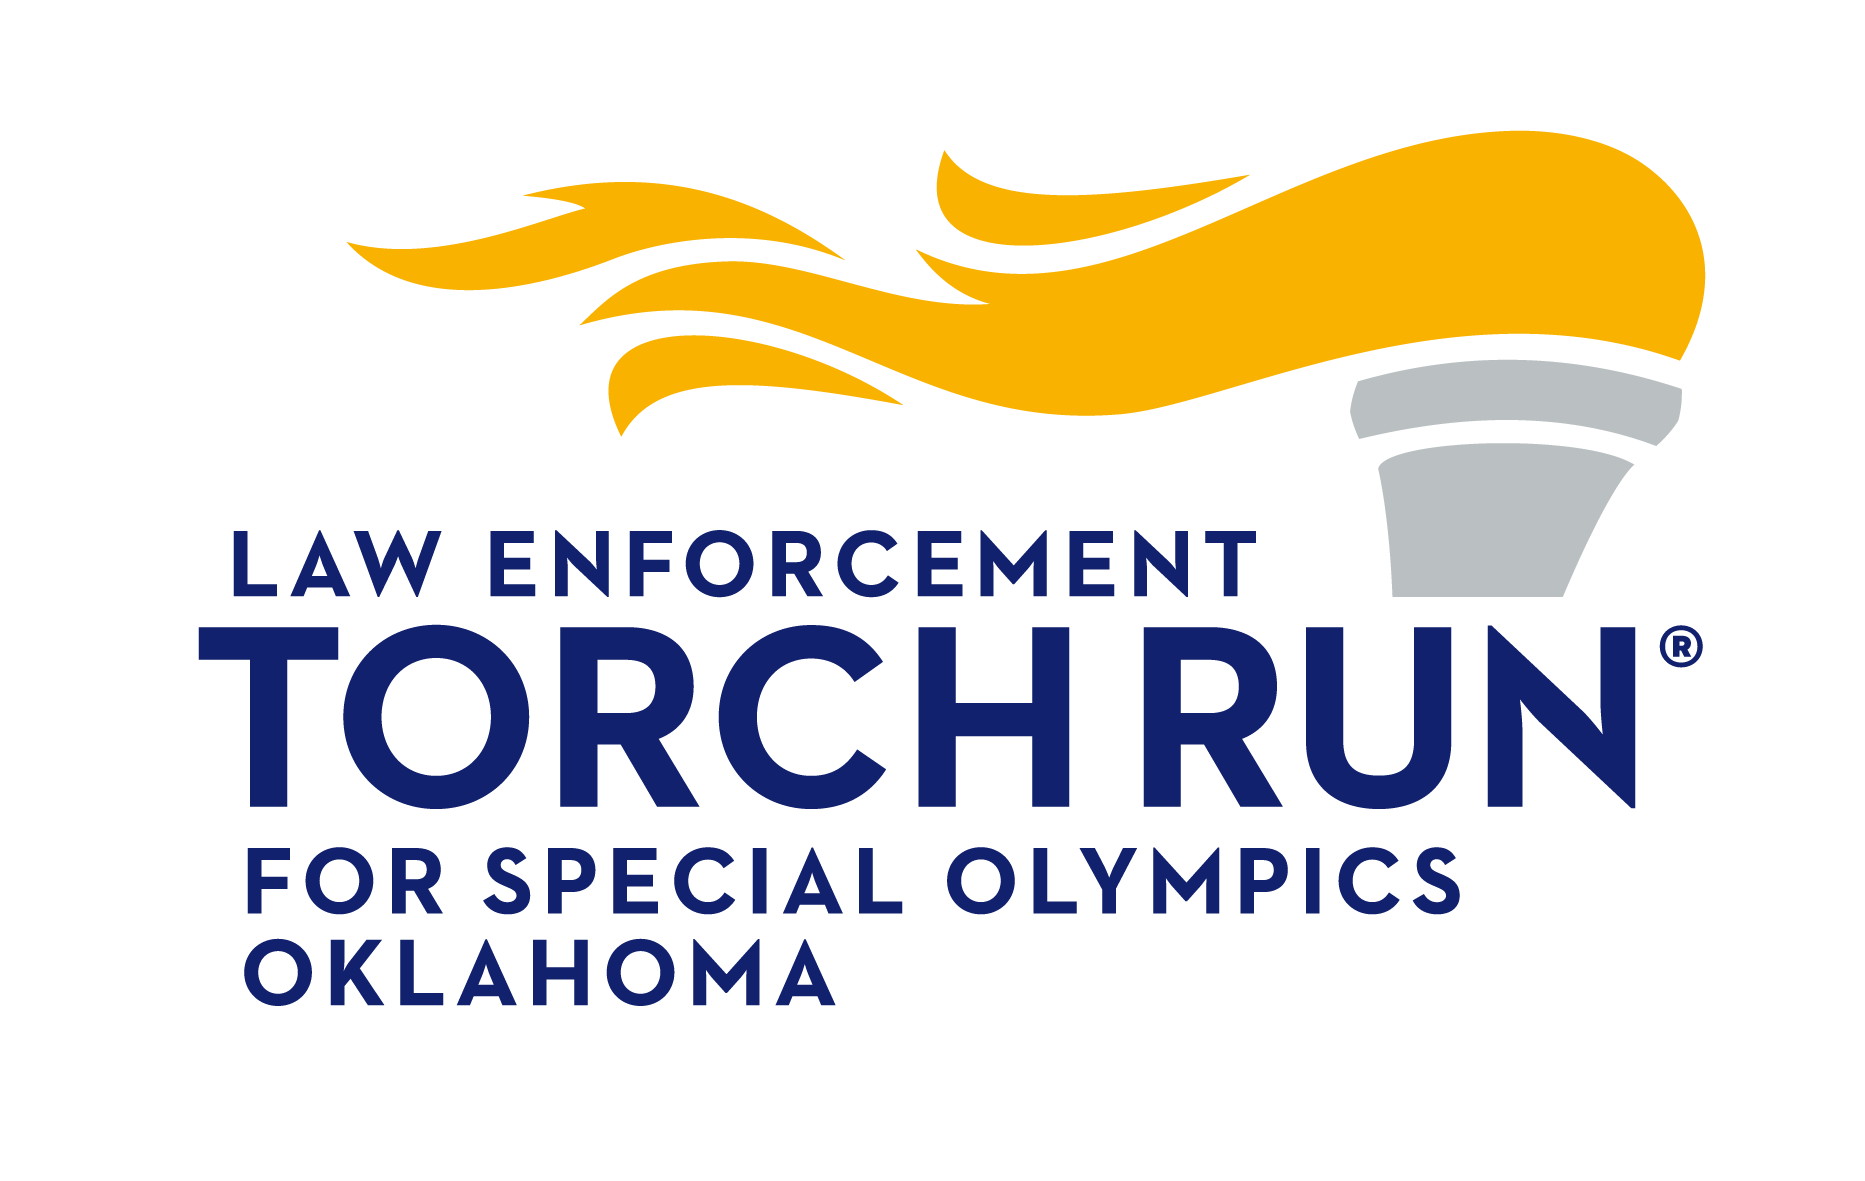 LAW ENFORCEMENT
TORCH RUN®
FOR SPECIAL OLYMPICS
OKLAHOMA